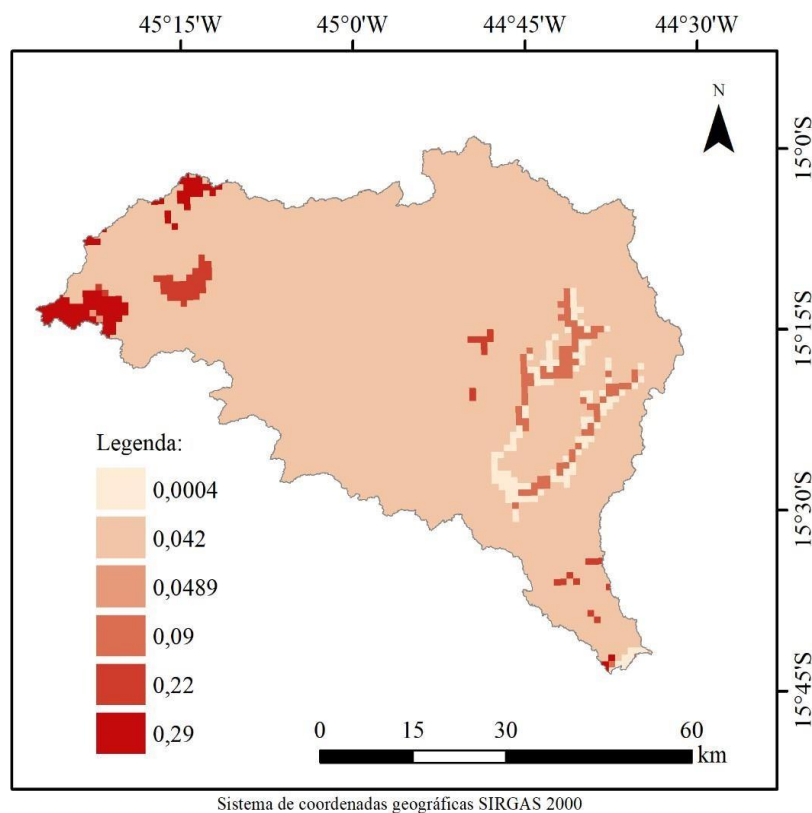 45°15'W 45°0'W 44°45'W 44°30'W
N
15°0'S
15°15'S
Legenda:
0,0004
0,042
0,0489
0,09
0,22
0,29
15°30'S
15°45'S
0 15 30 60
km
Sistema de coordenadas geográficas SIRGAS 2000